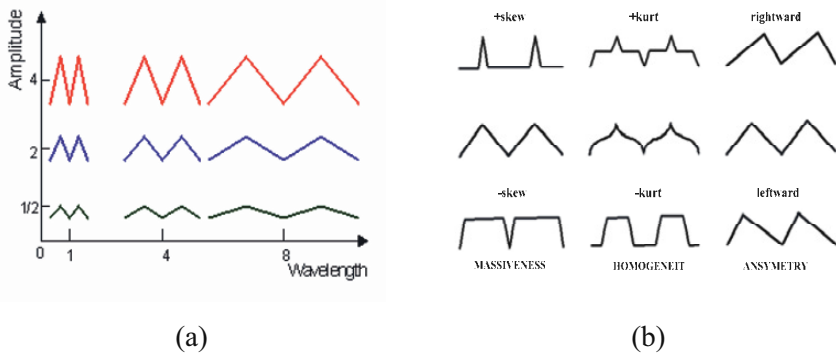 Amplitude
4
2
1/2
0
1
4
8
Wavelength
(a)
+skew
+kurt
rightward
-skew
-kurt
leftward
MASSIVENESS
HOMOGENEIT
ANSYMETRY
(b)